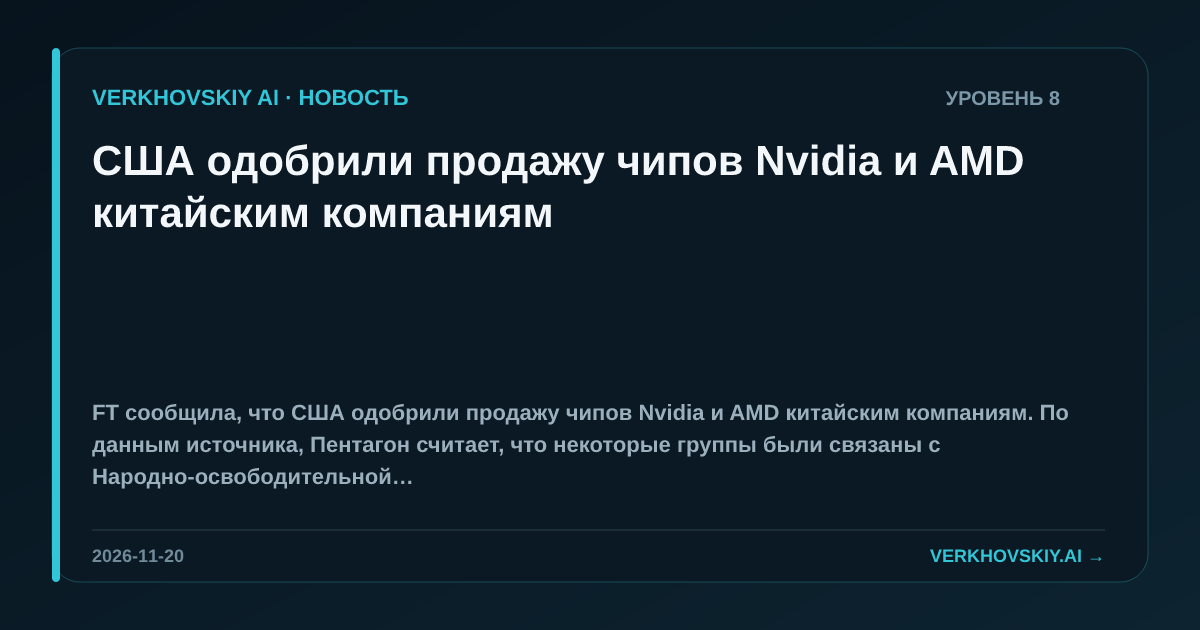 VERKHOVSKIY AI · НОВОСТЬ
УРОВЕНЬ 8
США одобрили продажу чипов Nvidia и AMD
китайским компаниям
FT сообщила, что США одобрили продажу чипов Nvidia и AMD китайским компаниям. По
данным источника, Пентагон считает, что некоторые группы были связаны с
Народно-освободительной…
2026-11-20
VERKHOVSKIY.AI →